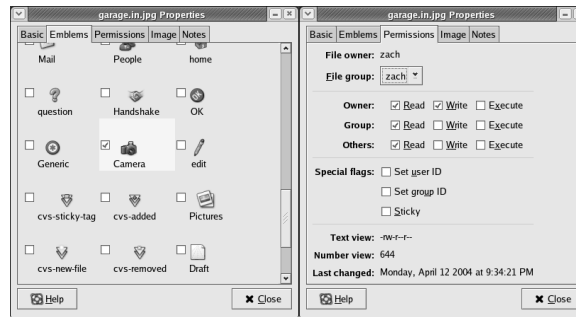 garage.in.jpg Properties
Basic Emblems Permissions Image Notes
Mail People home
question Handshake OK
Generic Camera edit
cvs-sticky-tag cvs-added Pictures
cvs-new-file cvs-removed Draft
Help Close
garage.in.jpg Properties
Basic Emblems Permissions Image Notes
File owner: zach
File group: zach
Owner: Read Write Execute
Group: Read Write Execute
Others: Read Write Execute
Special flags: Set user ID
Set group ID
Sticky
Text view: -rw-r--r--
Number view: 644
Last changed: Monday, April 12 2004 at 9:34:21 PM
Help Close